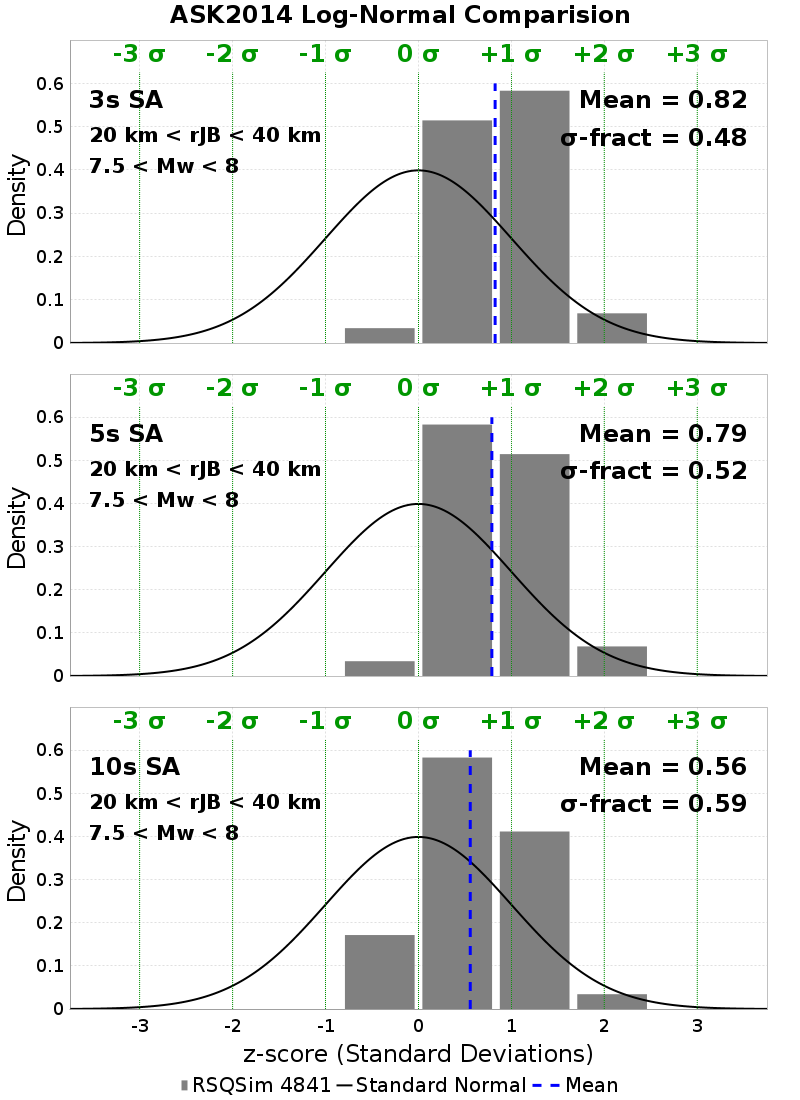 ASK2014 Log-Normal Comparision
-3 σ -2 σ -1 σ 0 σ +1 σ +2 σ +3 σ
0.6
3s SA Mean = 0.82
0.5
20 km < rJB < 40 km σ-fract = 0.48
7.5 < Mw < 8
0.4
0.3
0.2
0.1
0
Density
-3 σ -2 σ -1 σ 0 σ +1 σ +2 σ +3 σ
0.6
5s SA Mean = 0.79
0.5
20 km < rJB < 40 km σ-fract = 0.52
7.5 < Mw < 8
0.4
0.3
0.2
0.1
0
Density
-3 σ -2 σ -1 σ 0 σ +1 σ +2 σ +3 σ
0.6
10s SA Mean = 0.56
0.5
20 km < rJB < 40 km σ-fract = 0.59
7.5 < Mw < 8
0.4
0.3
0.2
0.1
0
Density
-3 -2 -1 0 1 2 3
z-score (Standard Deviations)
RSQSim 4841 Standard Normal Mean